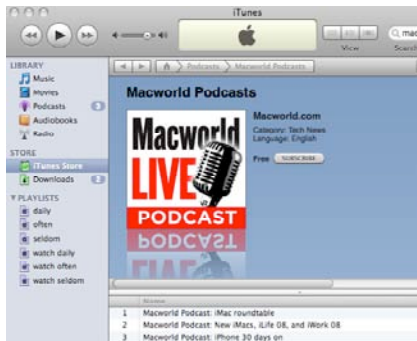 iTunes
View
Search
mac
LIBRARY
Music
Movies
Podcasts
Audiobooks
Radio
STORE
iTunes Store
Downloads
PLAYLISTS
daily
often
seldom
watch daily
watch often
watch seldom
Podcasts
Macworld Podcasts
Macworld Podcasts
Macworld
LIVE
PODCAST
Macworld.com
Category: Tech News
Language: English
Free
SUBSCRIBE
Name
1 Macworld Podcast: iMac roundtable
2 Macworld Podcast: New iMacs, iLife 08, and iWork 08
3 Macworld Podcast: iPhone 30 days on